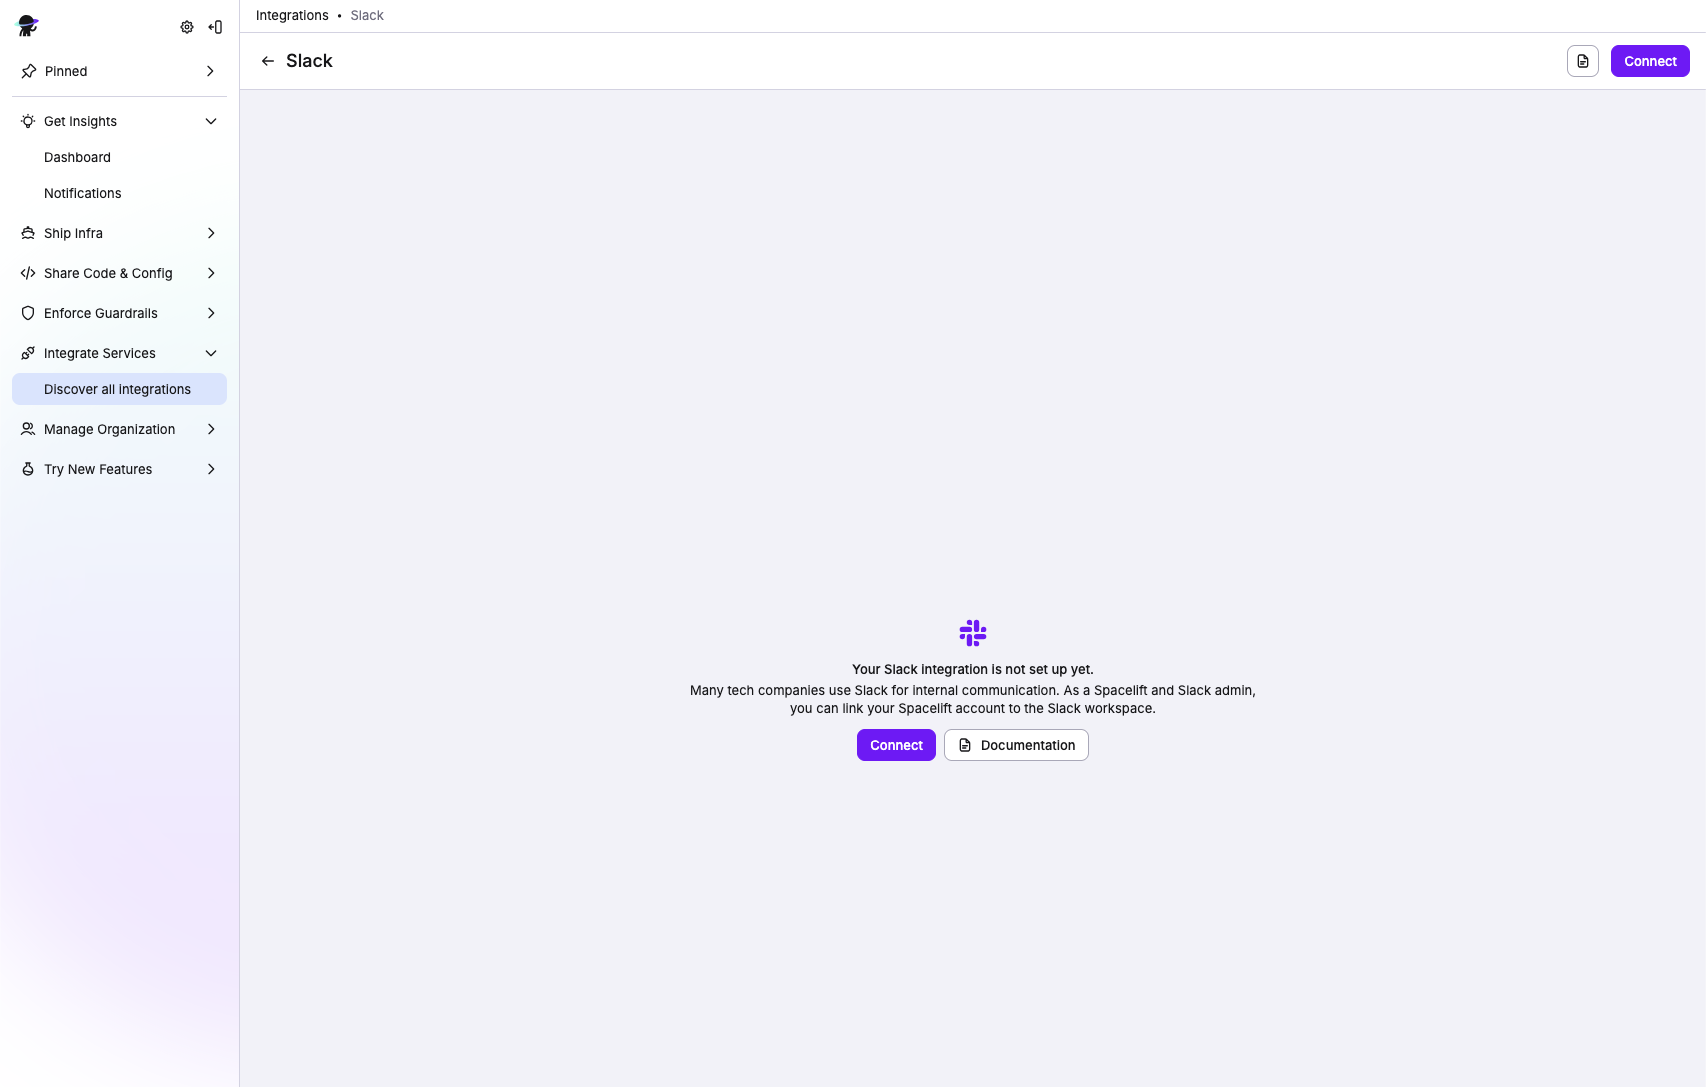 Integrations • Slack
Slack
Connect
Pinned
Get Insights
Dashboard
Notifications
Ship Infra
Share Code & Config
Enforce Guardrails
Integrate Services
Discover all integrations
Manage Organization
Try New Features
Your Slack integration is not set up yet.
Many tech companies use Slack for internal communication. As a Spacelift and Slack admin,
you can link your Spacelift account to the Slack workspace.
Connect
Documentation